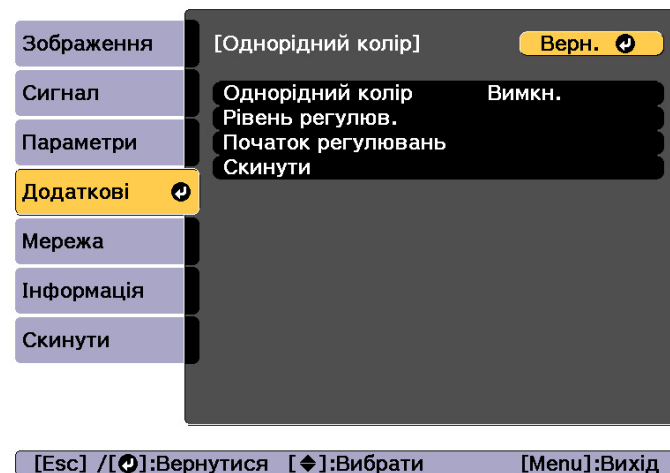 Зображення
Сигнал
Параметри
Додаткові
Мережа
Інформація
Скинути
[Однорідний колір] Верн.
Однорідний колір Вимкн.
Рівень регулюв.
Початок регулювань
Скинути
[Esc] /[ ]:Вернутися [ ]:Вибрати [Menu]:Вихід